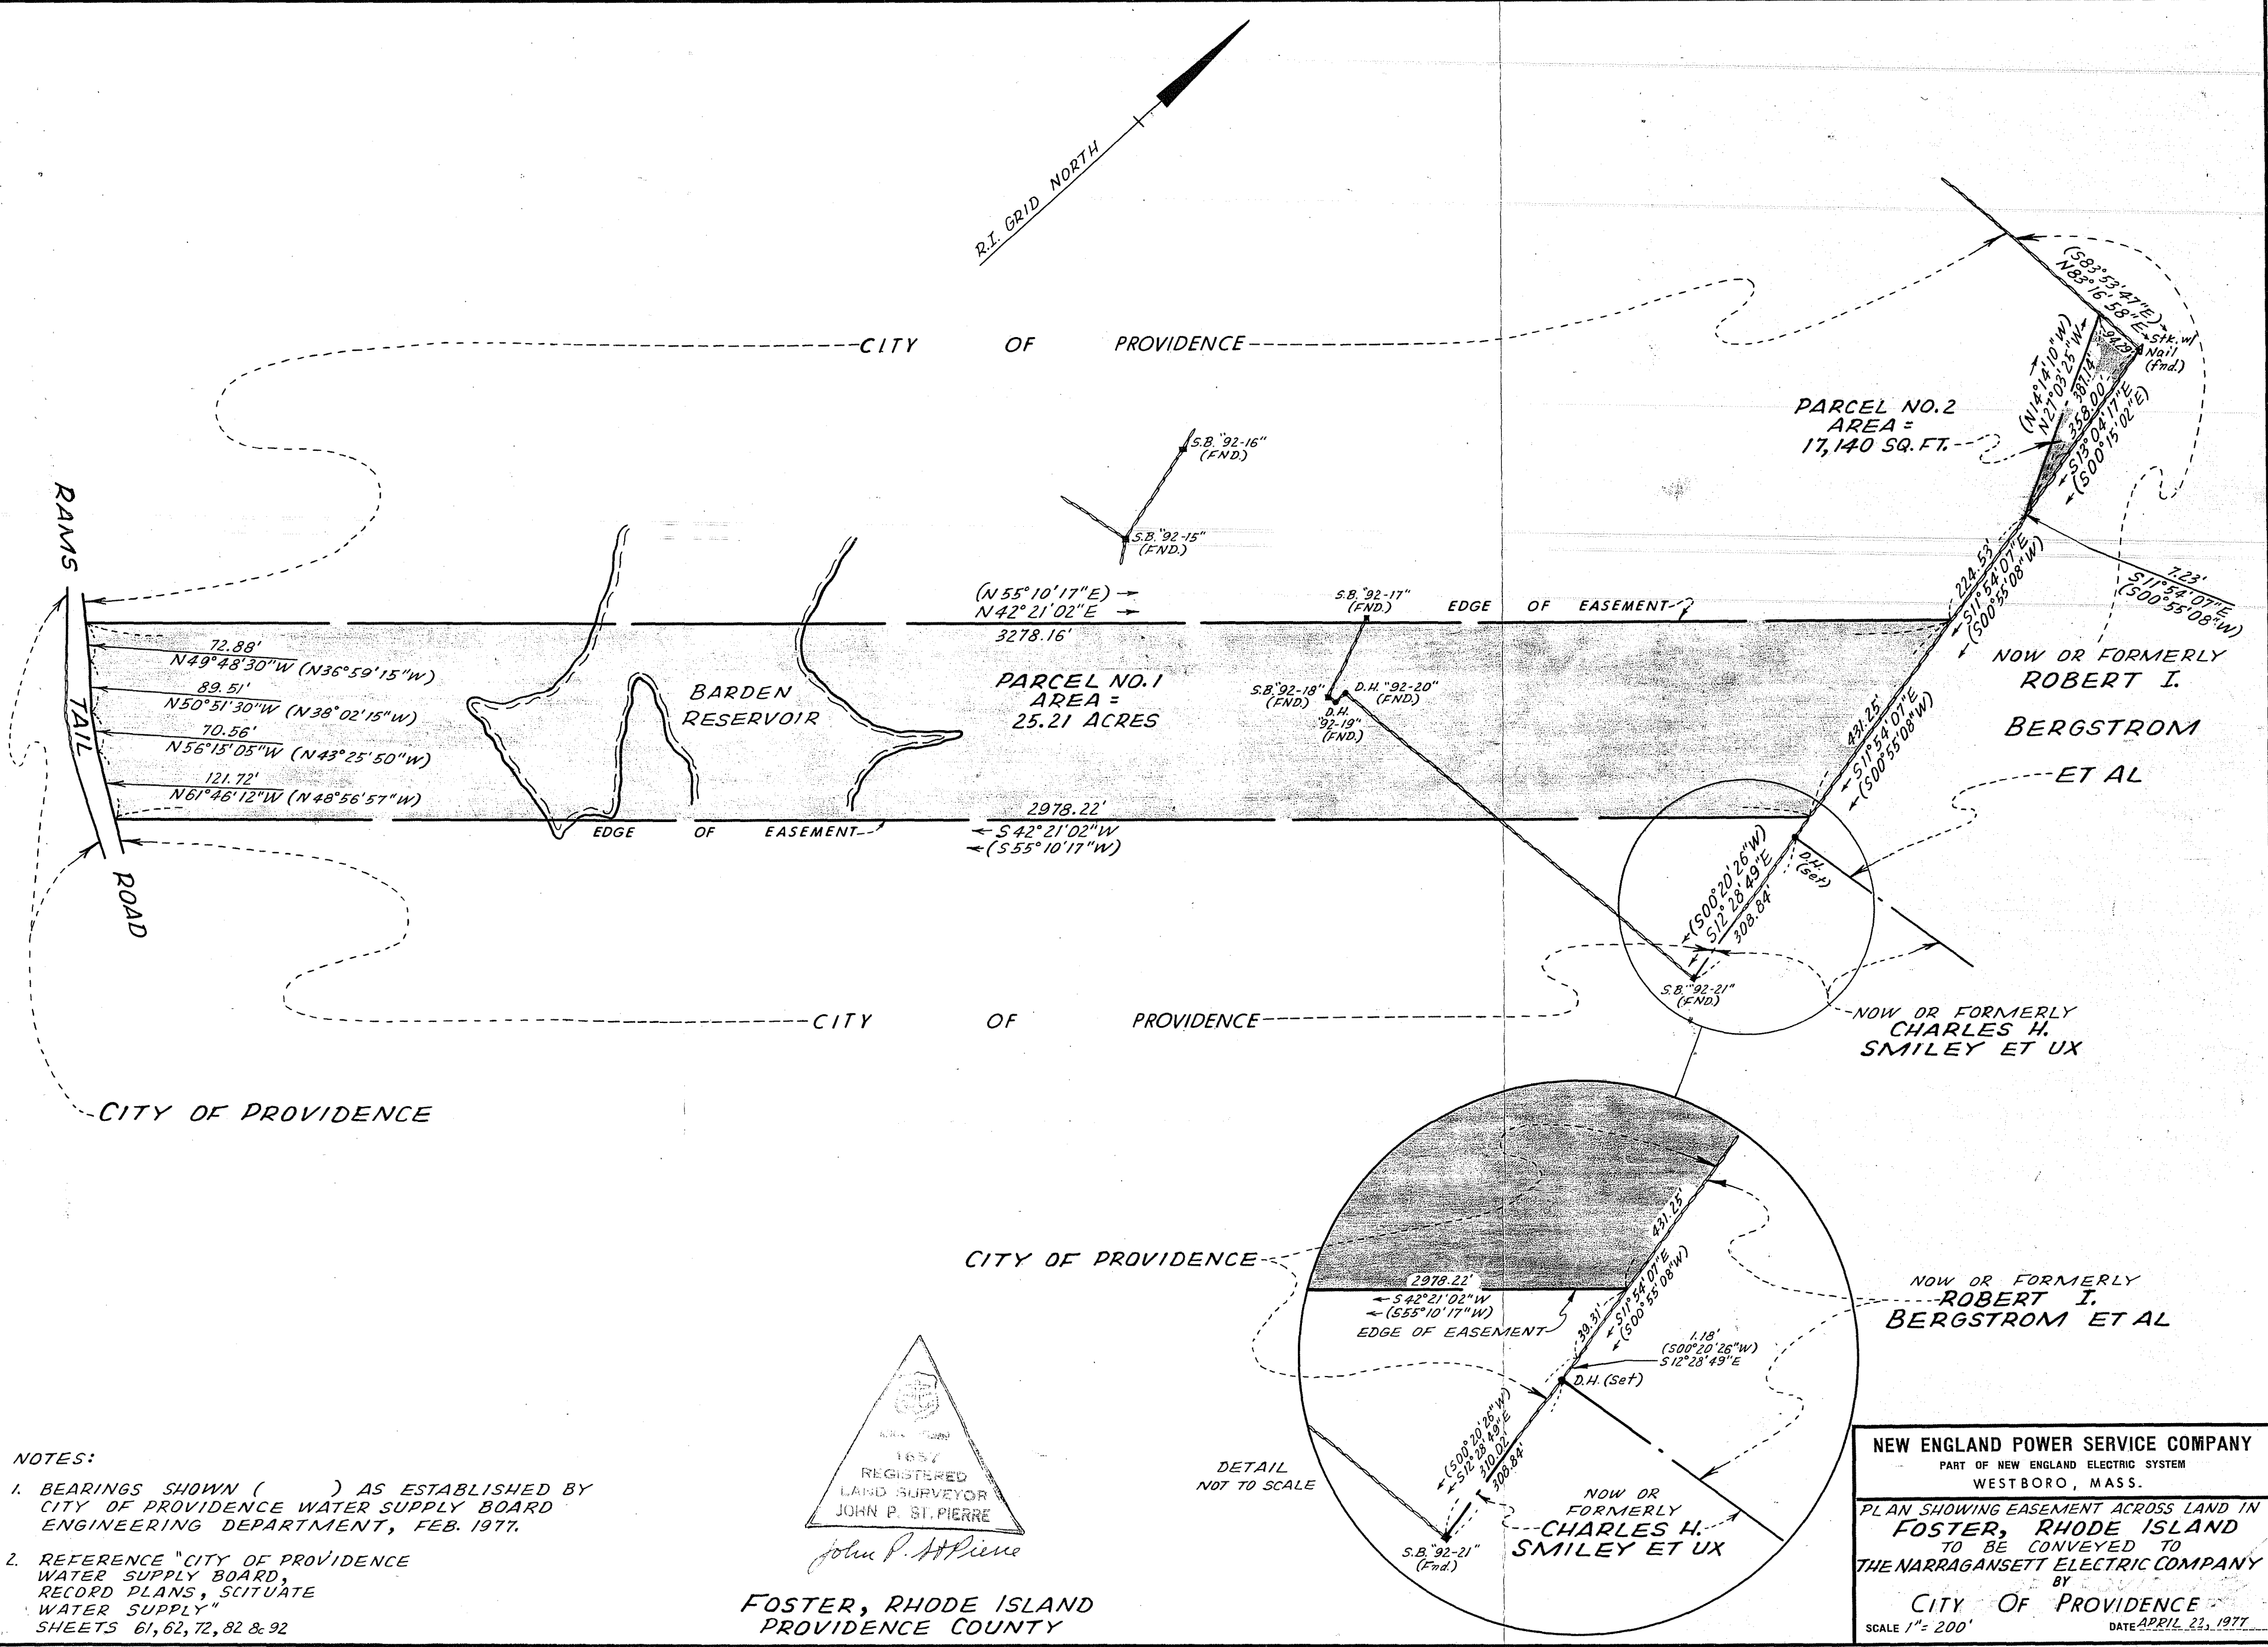 R.I. GRID NORTH
CITY OF PROVIDENCE
RAMS
TAIL
ROAD
72.88'
N49°48'30"W (N36°59'15"W)
89.51'
N50°51'30"W (N38°02'15"W)
70.56'
N56°15'05"W (N43°25'50"W)
121.72'
N61°46'12"W (N48°56'57"W)
BARDEN
RESERVOIR
S.B. "92-16"
(FND.)
S.B. "92-15"
(FND.)
(N55°10'17"E)
N42°21'02"E
3278.16'
PARCEL NO.1
AREA =
25.21 ACRES
S.B. "92-17"
(FND.)
EDGE OF EASEMENT
S.B. "92-18"
(FND.)
D.H. "92-20"
(FND.)
D.H.
"92-19"
(FND.)
EDGE OF EASEMENT
2978.22'
S42°21'02"W
(S55°10'17"W)
(S83°53'47"E)
N83°16'58"E
94.29'
Stk. w/
Nail
(fnd.)
(N14°14'10"W)
N27°03'25"W
387.14'
358.00'
S13°04'17"E
(S00°15'02"E)
PARCEL NO.2
AREA =
17,140 SQ.FT.
7.23'
S11°54'07"E
(S00°55'08"W)
224.53'
S11°54'07"E
(S00°55'08"W)
431.25'
S11°54'07"E
(S00°55'08"W)
NOW OR FORMERLY
ROBERT I.
BERGSTROM
ET AL
D.H.
(set)
(S00°20'26"W)
S12°28'49"E
308.84'
S.B. "92-21"
(FND)
NOW OR FORMERLY
CHARLES H.
SMILEY ET UX
CITY OF PROVIDENCE
CITY OF PROVIDENCE
CITY OF PROVIDENCE
2978.22'
S42°21'02"W
(S55°10'17"W)
EDGE OF EASEMENT
431.25'
39.31'
S11°54'07"E
(S00°55'08"W)
1.18'
(S00°20'26"W)
S12°28'49"E
D.H. (Set)
(S00°20'26"W)
S12°28'49"E
310.02'
308.84'
S.B. "92-21"
(Fnd.)
NOW OR
FORMERLY
CHARLES H.
SMILEY ET UX
NOW OR FORMERLY
ROBERT I.
BERGSTROM ET AL
DETAIL
NOT TO SCALE
NOTES:
1. BEARINGS SHOWN ( ) AS ESTABLISHED BY
CITY OF PROVIDENCE WATER SUPPLY BOARD
ENGINEERING DEPARTMENT, FEB. 1977.
2. REFERENCE "CITY OF PROVIDENCE
WATER SUPPLY BOARD,
RECORD PLANS, SCITUATE
WATER SUPPLY"
SHEETS 61, 62, 72, 82 & 92
1657
REGISTERED
LAND SURVEYOR
JOHN P. ST.PIERRE
John P. St Pierre
FOSTER, RHODE ISLAND
PROVIDENCE COUNTY
NEW ENGLAND POWER SERVICE COMPANY
PART OF NEW ENGLAND ELECTRIC SYSTEM
WESTBORO, MASS.
PLAN SHOWING EASEMENT ACROSS LAND IN
FOSTER, RHODE ISLAND
TO BE CONVEYED TO
THE NARRAGANSETT ELECTRIC COMPANY
BY
CITY OF PROVIDENCE
SCALE 1"= 200' DATE APRIL 22, 1977